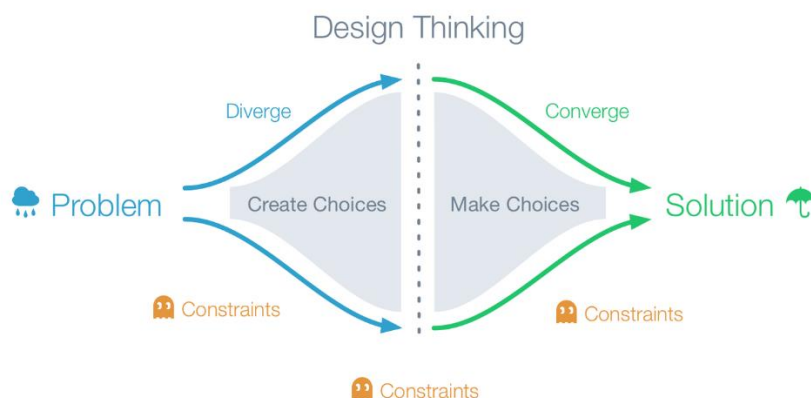 Design Thinking
Diverge
Converge
Problem
Create Choices
Make Choices
Solution
Constraints
Constraints
Constraints